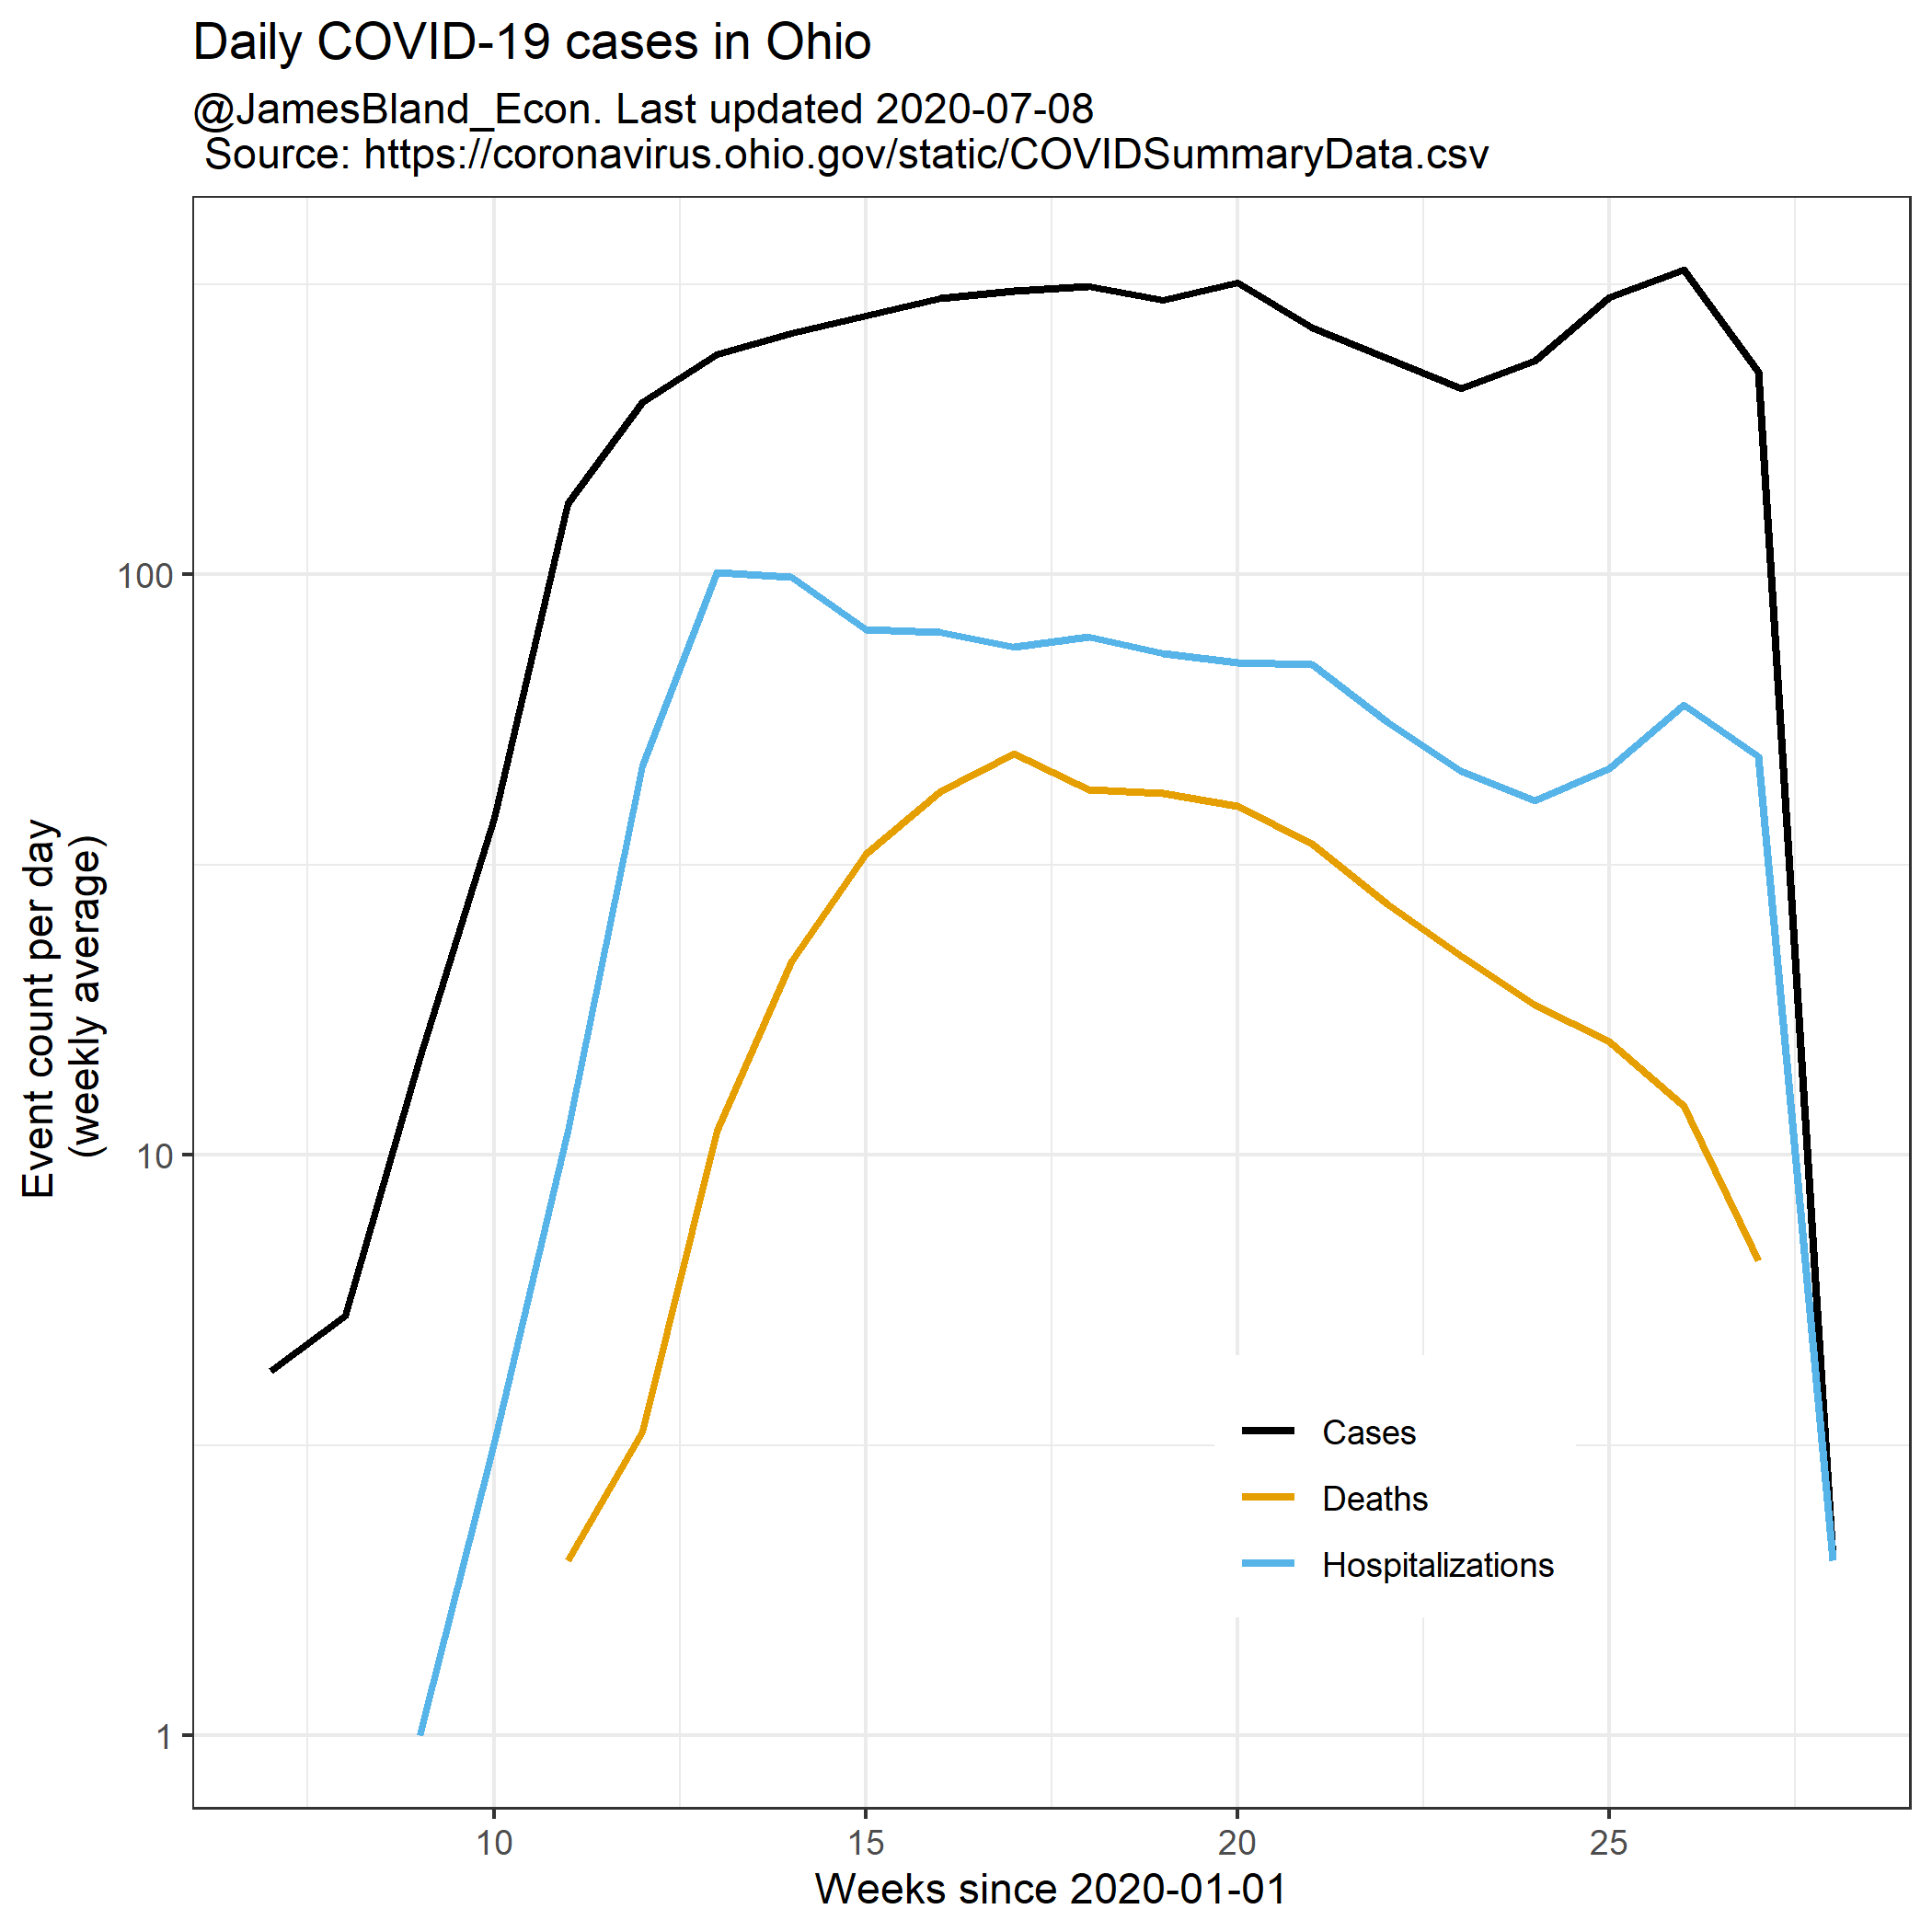 Daily COVID-19 cases in Ohio
@JamesBland_Econ. Last updated 2020-07-08
Source: https://coronavirus.ohio.gov/static/COVIDSummaryData.csv
Event count per day
(weekly average)
100
10
1
Cases
Deaths
Hospitalizations
10
15
20
25
Weeks since 2020-01-01